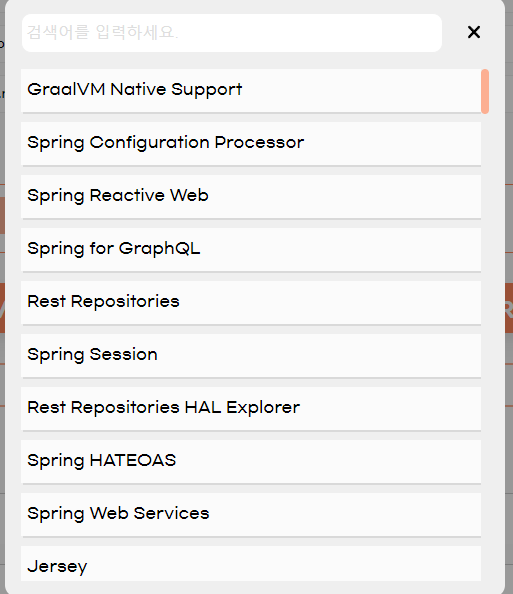 검색어를 입력하세요.
GraalVM Native Support
Spring Configuration Processor
Spring Reactive Web
Spring for GraphQL
Rest Repositories
Spring Session
Rest Repositories HAL Explorer
Spring HATEOAS
Spring Web Services
Jersey